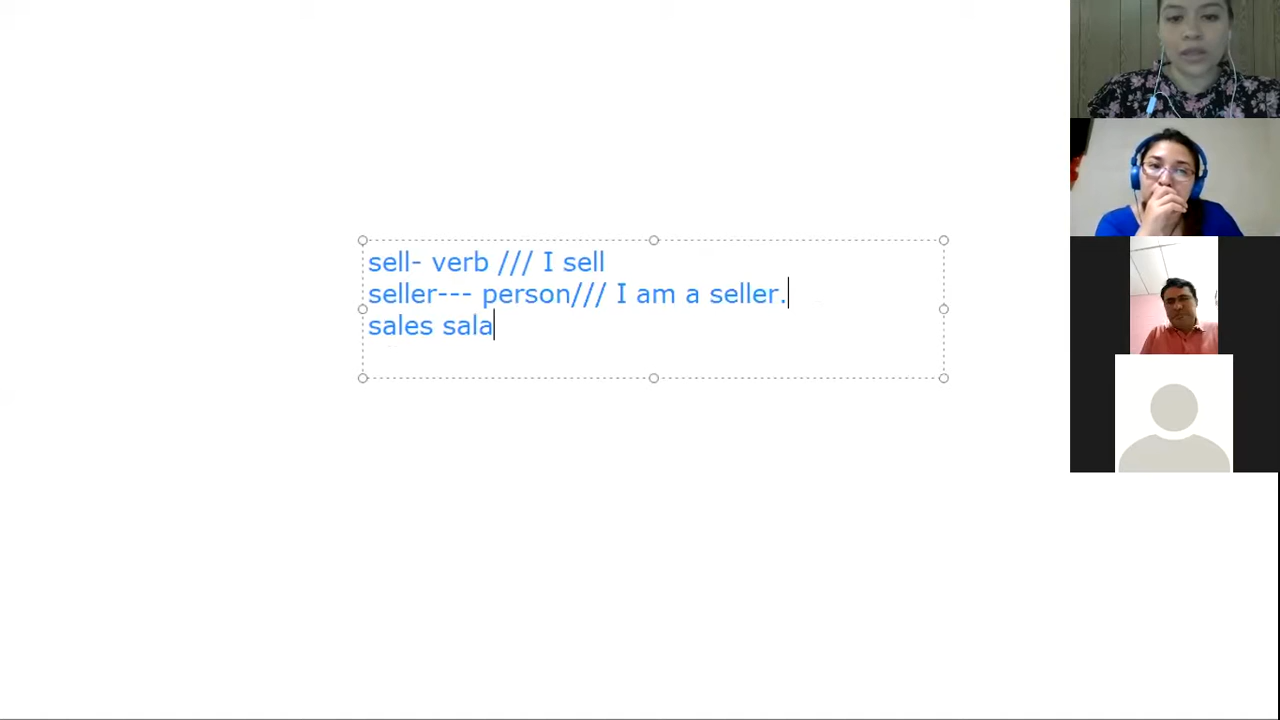 sell- verb /// I sell
seller--- person/// I am a seller.
sales sala